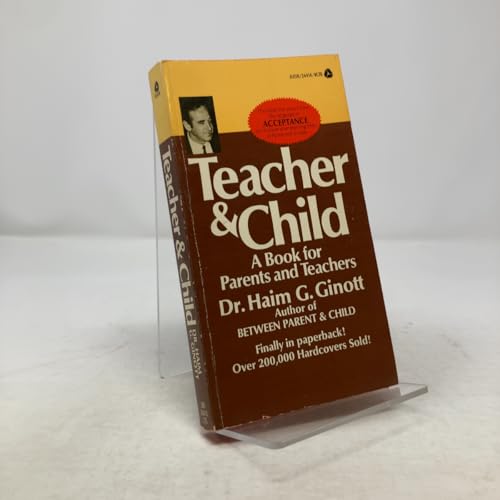 ACCEPTANCE
Teacher
& Child
A Book for
Parents and Teachers
Dr. Haim G. Ginott
Author of
BETWEEN PARENT & CHILD
Finally in paperback!
Over 200,000 Hardcovers Sold!
Teacher & Child